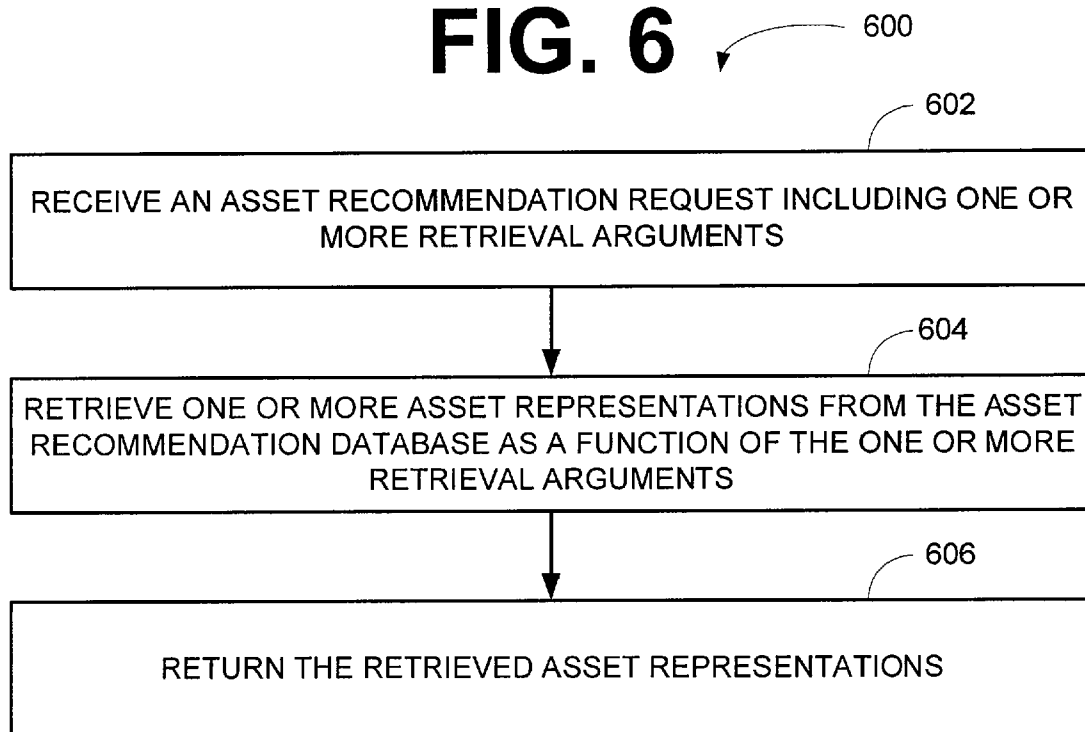 FIG. 6
600
602
RECEIVE AN ASSET RECOMMENDATION REQUEST INCLUDING ONE OR
MORE RETRIEVAL ARGUMENTS
604
RETRIEVE ONE OR MORE ASSET REPRESENTATIONS FROM THE ASSET
RECOMMENDATION DATABASE AS A FUNCTION OF THE ONE OR MORE
RETRIEVAL ARGUMENTS
606
RETURN THE RETRIEVED ASSET REPRESENTATIONS